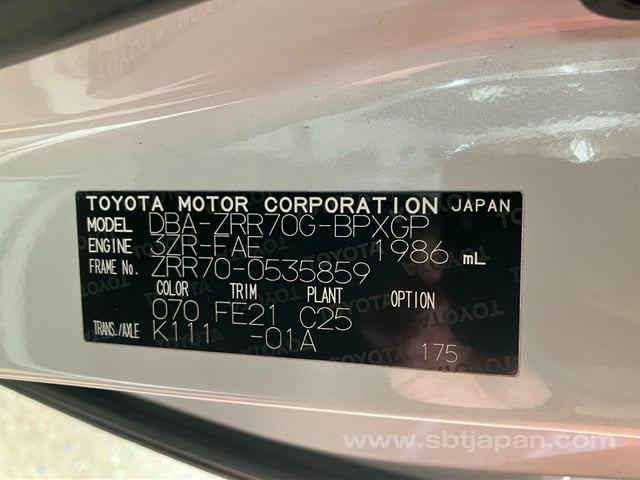 TOYOTA MOTOR CORPORATION JAPAN
MODEL DBA-ZRR70G-BPXGP
ENGINE 3ZR-FAE 1986 mL
FRAME No. ZRR70-0535859
COLOR TRIM PLANT OPTION
070 FE21 C25
TRANS./AXLE K111 -01A
175
www.sbtjapan.com